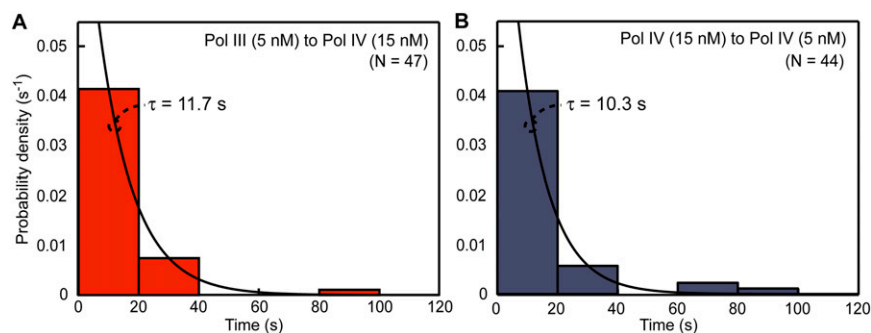 A
Pol III (5 nM) to Pol IV (15 nM)
(N = 47)
τ = 11.7 s
Probability density (s-1)
0.05
0.04
0.03
0.02
0.01
0
0 20 40 60 80 100 120
Time (s)
B
Pol IV (15 nM) to Pol IV (5 nM)
(N = 44)
τ = 10.3 s
0.05
0.04
0.03
0.02
0.01
0
0 20 40 60 80 100 120
Time (s)